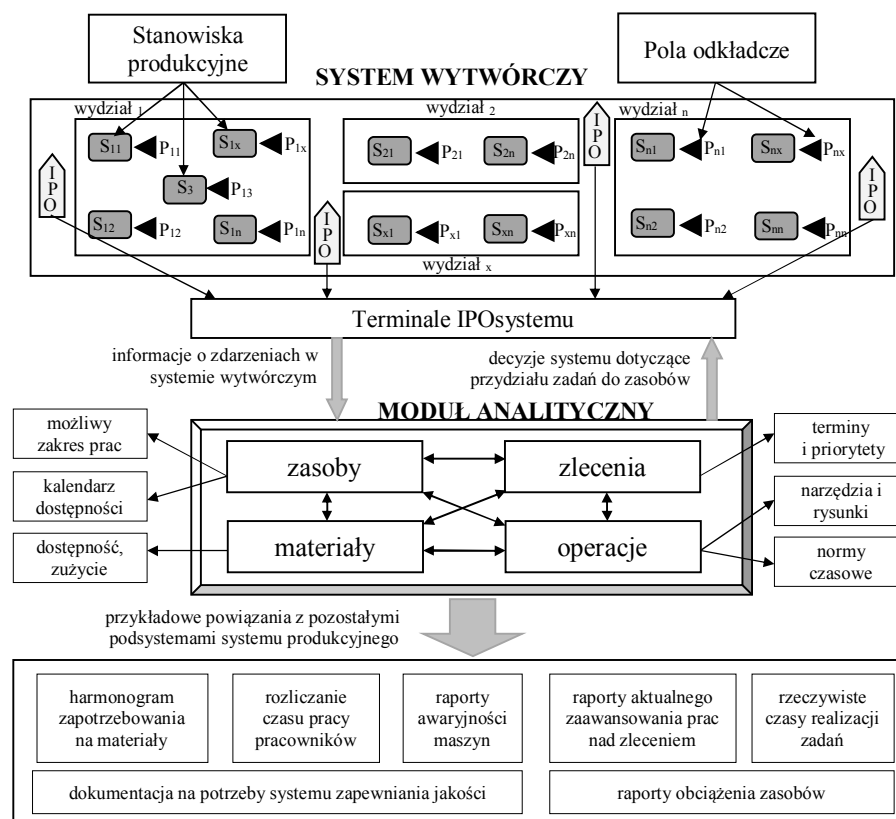 Stanowiska
produkcyjne
Pola odkładcze
SYSTEM WYTWÓRCZY
wydział 1
S11
P11
S1x
P1x
S3
P13
S12
P12
S1n
P1n
IPO
IPO
wydział 2
S21
P21
S2n
P2n
Sx1
Px1
Sxn
Pxn
wydział x
IPO
wydział n
Sn1
Pn1
Snx
Pnx
Sn2
Pn2
Snn
Pnn
IPO
Terminale IPOsystemu
informacje o zdarzeniach w
systemie wytwórczym
decyzje systemu dotyczące
przydziału zadań do zasobów
MODUŁ ANALITYCZNY
możliwy
zakres prac
kalendarz
dostępności
dostępność,
zużycie
zasoby
zlecenia
materiały
operacje
terminy
i priorytety
narzędzia i
rysunki
normy
czasowe
przykładowe powiązania z pozostałymi
podsystemami systemu produkcyjnego
harmonogram
zapotrzebowania
na materiały
rozliczanie
czasu pracy
pracowników
raporty
awaryjności
maszyn
raporty aktualnego
zaawansowania prac
nad zleceniem
rzeczywiste
czasy realizacji
zadań
dokumentacja na potrzeby systemu zapewniania jakości
raporty obciążenia zasobów